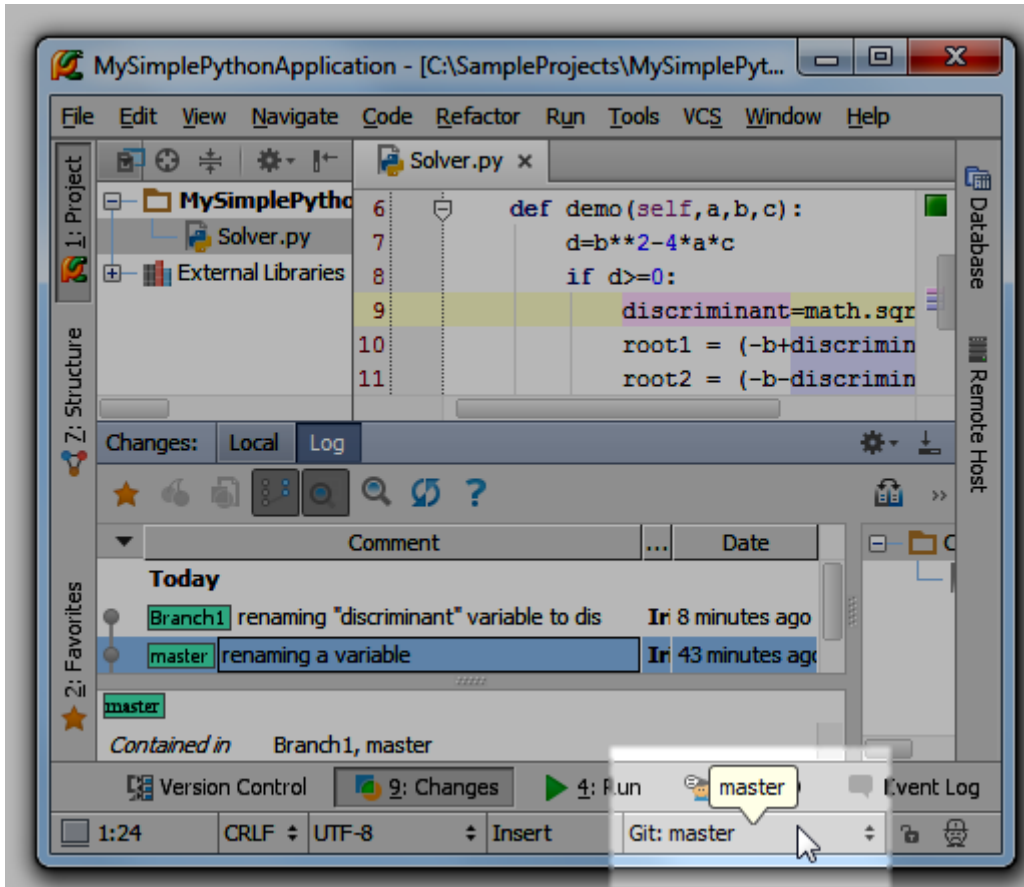 MySimplePythonApplication - [C:\SampleProjects\MySimplePyt...
File Edit View Navigate Code Refactor Run Tools VCS Window Help
1: Project
Z: Structure
2: Favorites
MySimplePytho
Solver.py
External Libraries
Solver.py
6 def demo(self,a,b,c):
7 d=b**2-4*a*c
8 if d>=0:
9 discriminant=math.sqr
10 root1 = (-b+discrimin
11 root2 = (-b-discrimin
Database
Remote Host
Changes: Local Log
Comment ... Date
Today
Branch1 renaming "discriminant" variable to dis Iri 8 minutes ago
master renaming a variable Iri 43 minutes ago
master
Contained in Branch1, master
Version Control 9: Changes 4: Run master Event Log
1:24 CRLF UTF-8 Insert Git: master